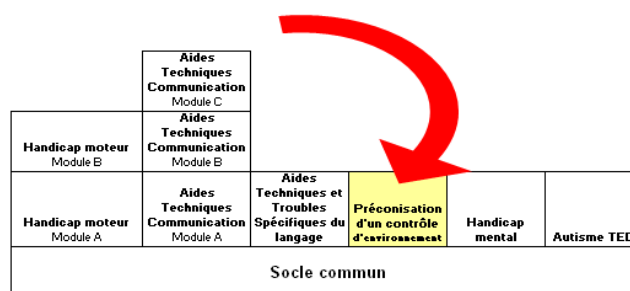 Aides
Techniques
Communication
Module C
Handicap moteur
Module B
Aides
Techniques
Communication
Module B
Handicap moteur
Module A
Aides
Techniques
Communication
Module A
Aides
Techniques et
Troubles
Spécifiques du
langage
Préconisation
d'un contrôle
d'environnement
Handicap
mental
Autisme TED
Socle commun